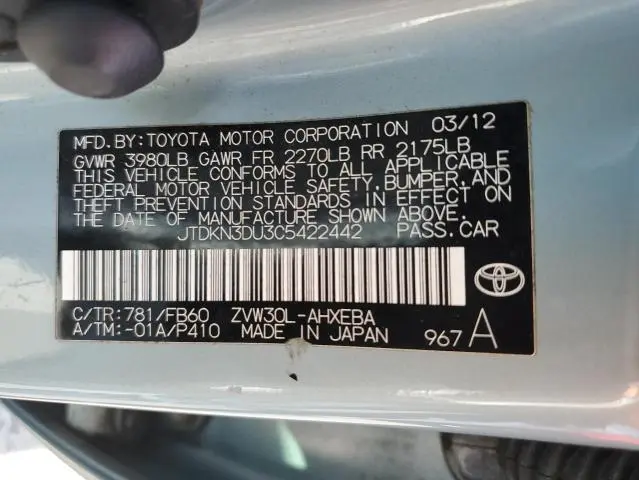 MFD. BY: TOYOTA MOTOR CORPORATION 03/12
GVWR 3980LB GAWR FR 2270LB RR 2175LB
THIS VEHICLE CONFORMS TO ALL APPLICABLE
FEDERAL MOTOR VEHICLE SAFETY, BUMPER, AND
THEFT PREVENTION STANDARDS IN EFFECT ON
THE DATE OF MANUFACTURE SHOWN ABOVE.
JTDKN3DU3C5422442 PASS. CAR
C/TR: 781/FB60 ZVW30L-AHXEBA
A/TM: -01A/P410 MADE IN JAPAN 967 A